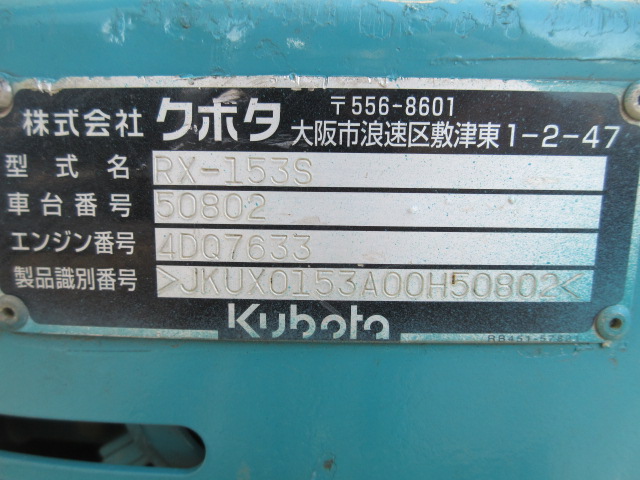 株式会社 クボタ 〒556-8601
大阪市浪速区敷津東1-2-47
型式名 RX-153S
車台番号 50802
エンジン番号 4DQ7633
製品識別番号 >JKUX0153A00H50802<
Kubota